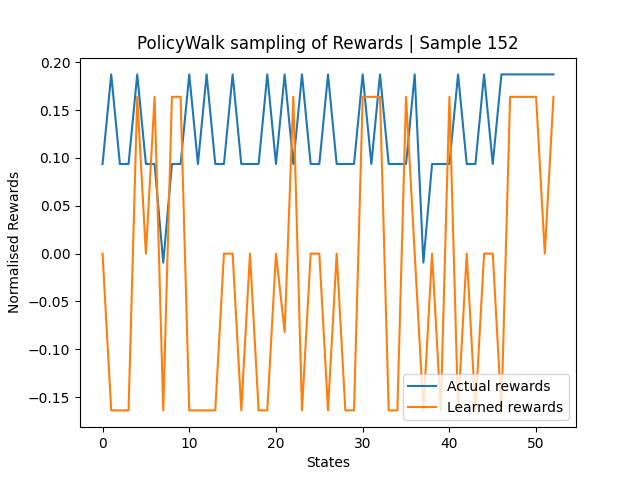 PolicyWalk sampling of Rewards | Sample 152
0.20
0.15
0.10
0.05
0.00
−0.05
−0.10
−0.15
Normalised Rewards
Actual rewards
Learned rewards
0 10 20 30 40 50
States